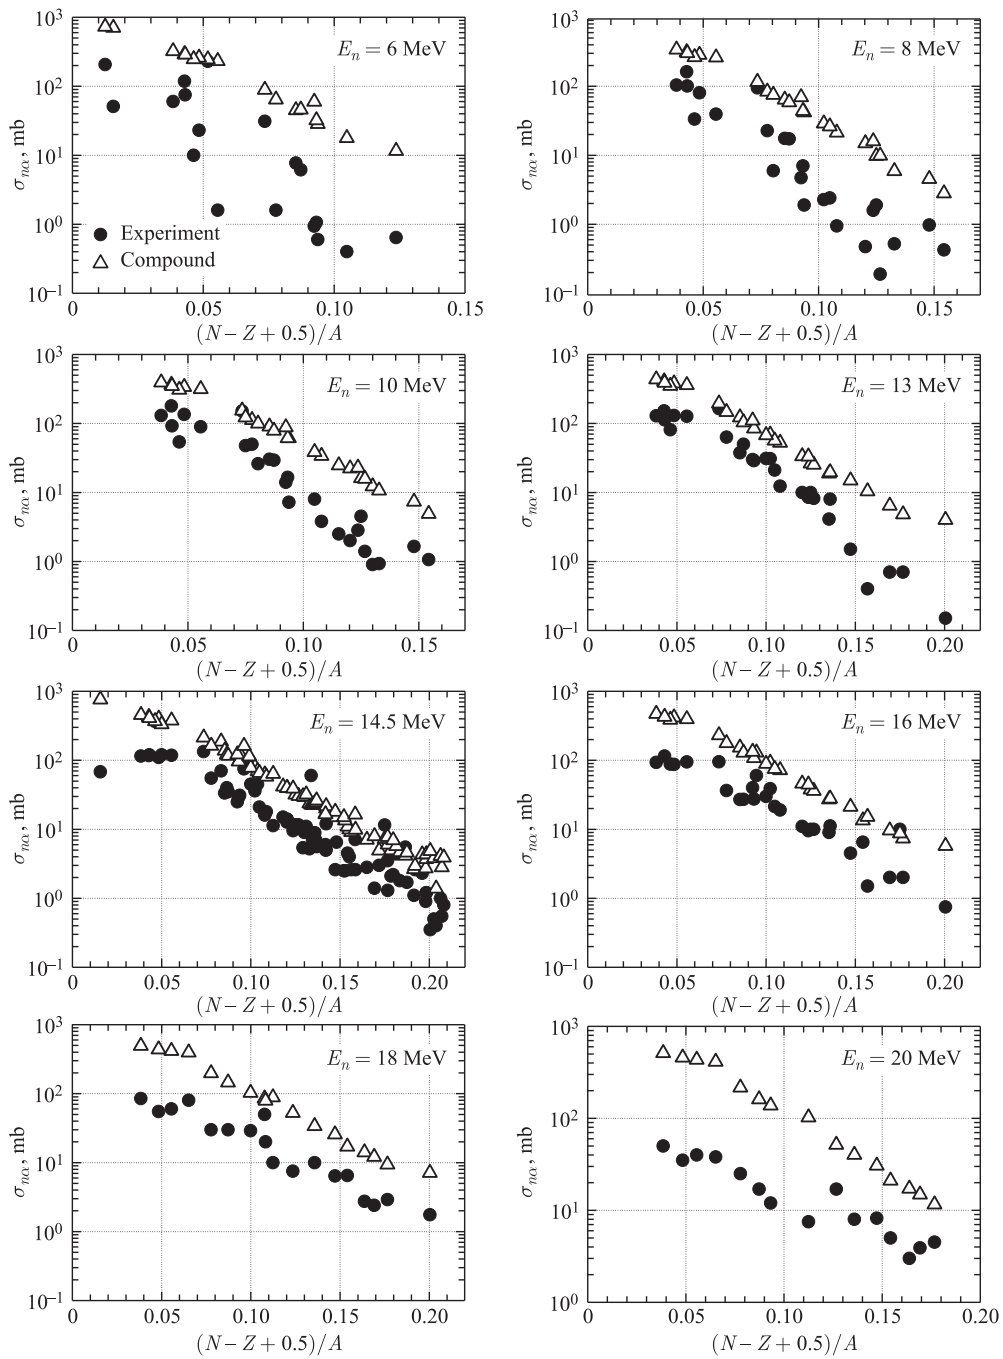 10³
10²
10¹
10⁰
10⁻¹
σₙα, mb
Eₙ = 6 MeV
Experiment
Compound
0 0.05 0.10 0.15
(N – Z + 0.5)/A
10³
10²
10¹
10⁰
10⁻¹
σₙα, mb
Eₙ = 8 MeV
0 0.05 0.10 0.15
(N – Z + 0.5)/A
10³
10²
10¹
10⁰
10⁻¹
σₙα, mb
Eₙ = 10 MeV
0 0.05 0.10 0.15
(N – Z + 0.5)/A
10³
10²
10¹
10⁰
10⁻¹
σₙα, mb
Eₙ = 13 MeV
0 0.05 0.10 0.15 0.20
(N – Z + 0.5)/A
10³
10²
10¹
10⁰
10⁻¹
σₙα, mb
Eₙ = 14.5 MeV
0 0.05 0.10 0.15 0.20
(N – Z + 0.5)/A
10³
10²
10¹
10⁰
10⁻¹
σₙα, mb
Eₙ = 16 MeV
0 0.05 0.10 0.15 0.20
(N – Z + 0.5)/A
10³
10²
10¹
10⁰
10⁻¹
σₙα, mb
Eₙ = 18 MeV
0 0.05 0.10 0.15 0.20
(N – Z + 0.5)/A
10³
10²
10¹
10⁰
σₙα, mb
Eₙ = 20 MeV
0 0.05 0.10 0.15 0.20
(N – Z + 0.5)/A